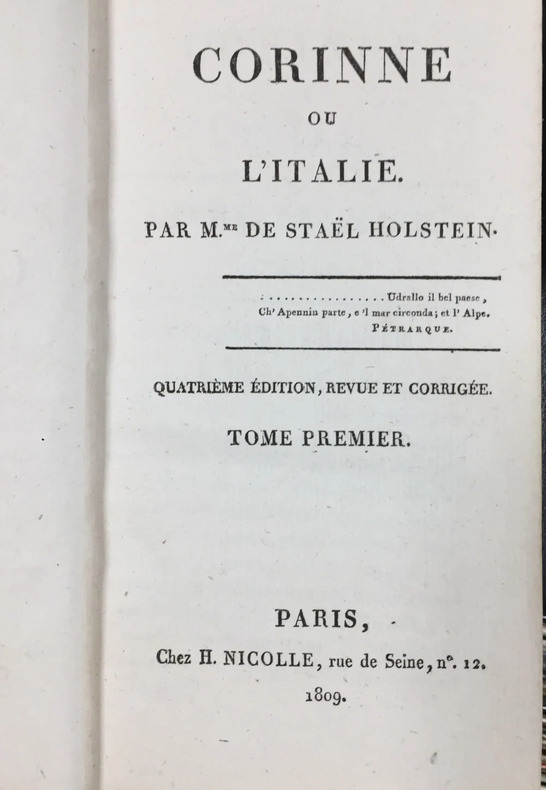 CORINNE
OU
L'ITALIE.
PAR M.ME DE STAËL HOLSTEIN.
. . . . . . . . . . . . . . . . . Udrallo il bel paese,
Ch' Apennin parte, e 'l mar circonda; et l' Alpe.
PÉTRARQUE.
QUATRIÈME ÉDITION, REVUE ET CORRIGÉE.
TOME PREMIER.
PARIS,
Chez H. NICOLLE, rue de Seine, nº. 12.
1809.